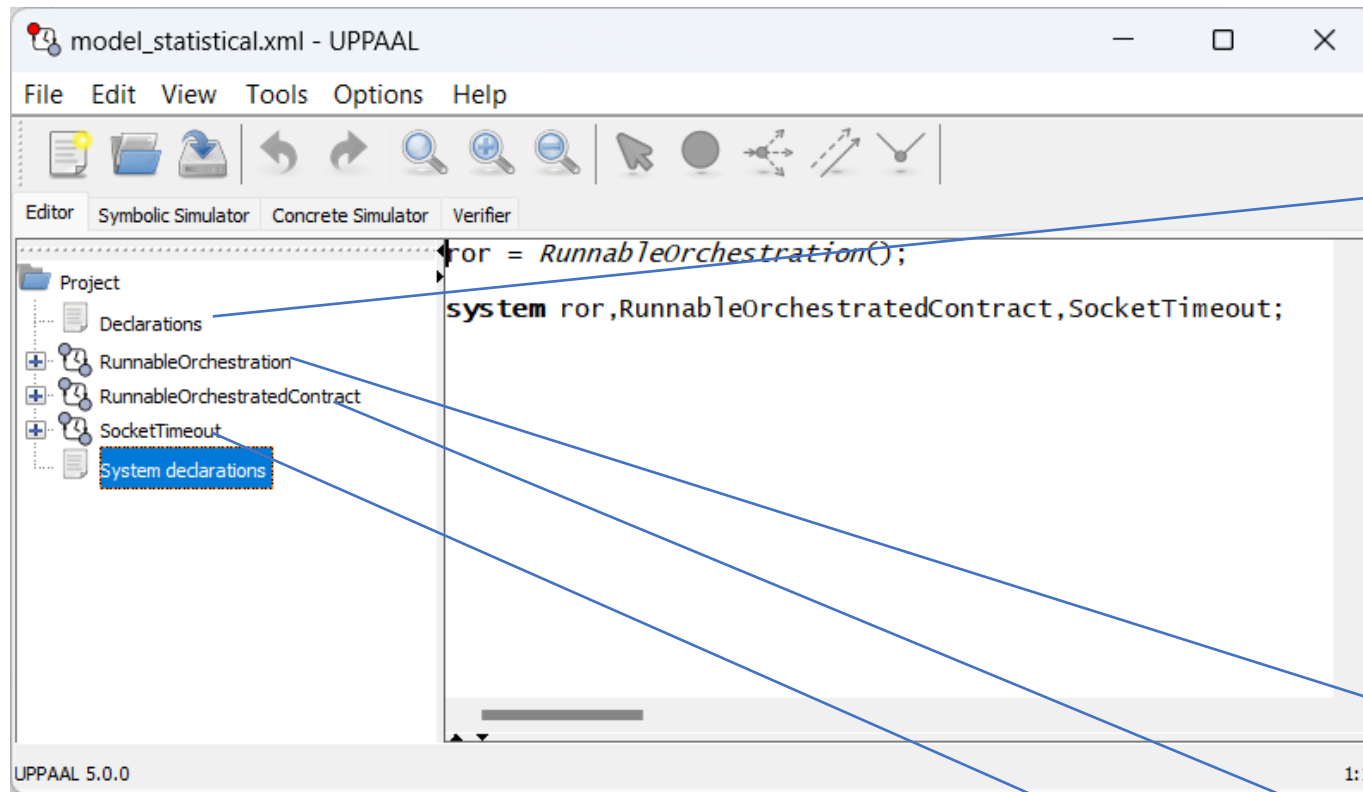 model_statistical.xml - UPPAAL
File Edit View Tools Options Help
Editor Symbolic Simulator Concrete Simulator Verifier
Project
Declarations
RunnableOrchestration
RunnableOrchestratedContract
SocketTimeout
System declarations
ror = RunnableOrchestration();
system ror,RunnableOrchestratedContract,SocketTimeout;
UPPAAL 5.0.0